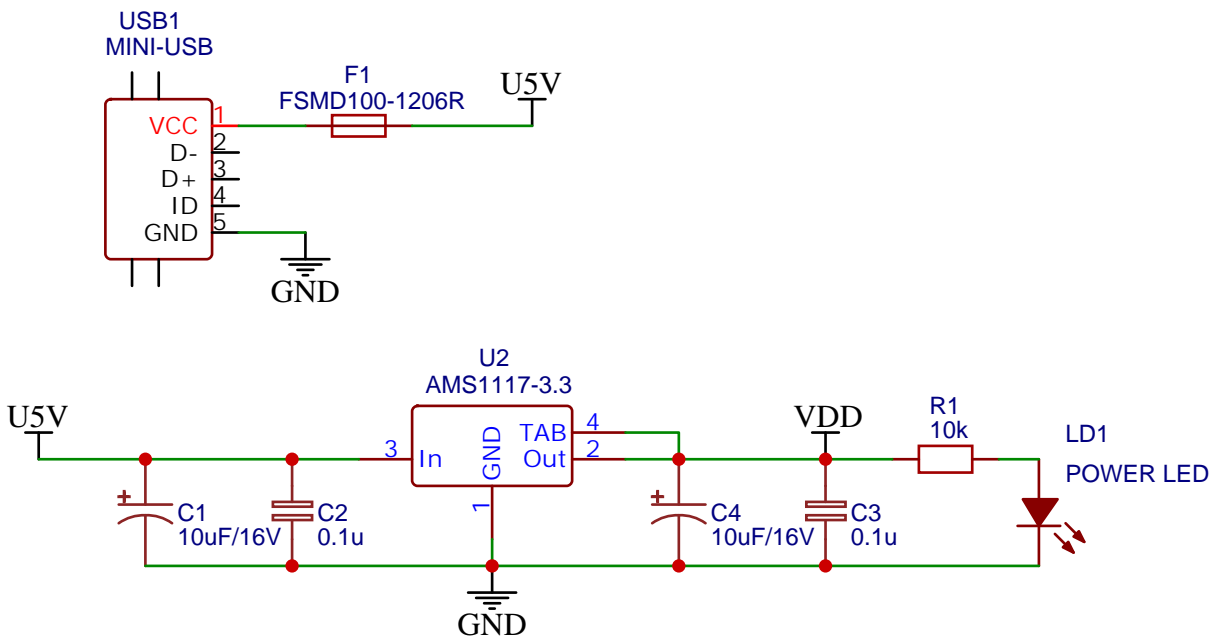 USB1
MINI-USB
F1
FSMD100-1206R
U5V
VCC 1
D- 2
D+ 3
ID 4
GND 5
GND
U2
AMS1117-3.3
U5V
3 In
GND
1
TAB 4
Out 2
VDD
R1
10k
LD1
POWER LED
+
C1
10uF/16V
C2
0.1u
+
C4
10uF/16V
C3
0.1u
GND